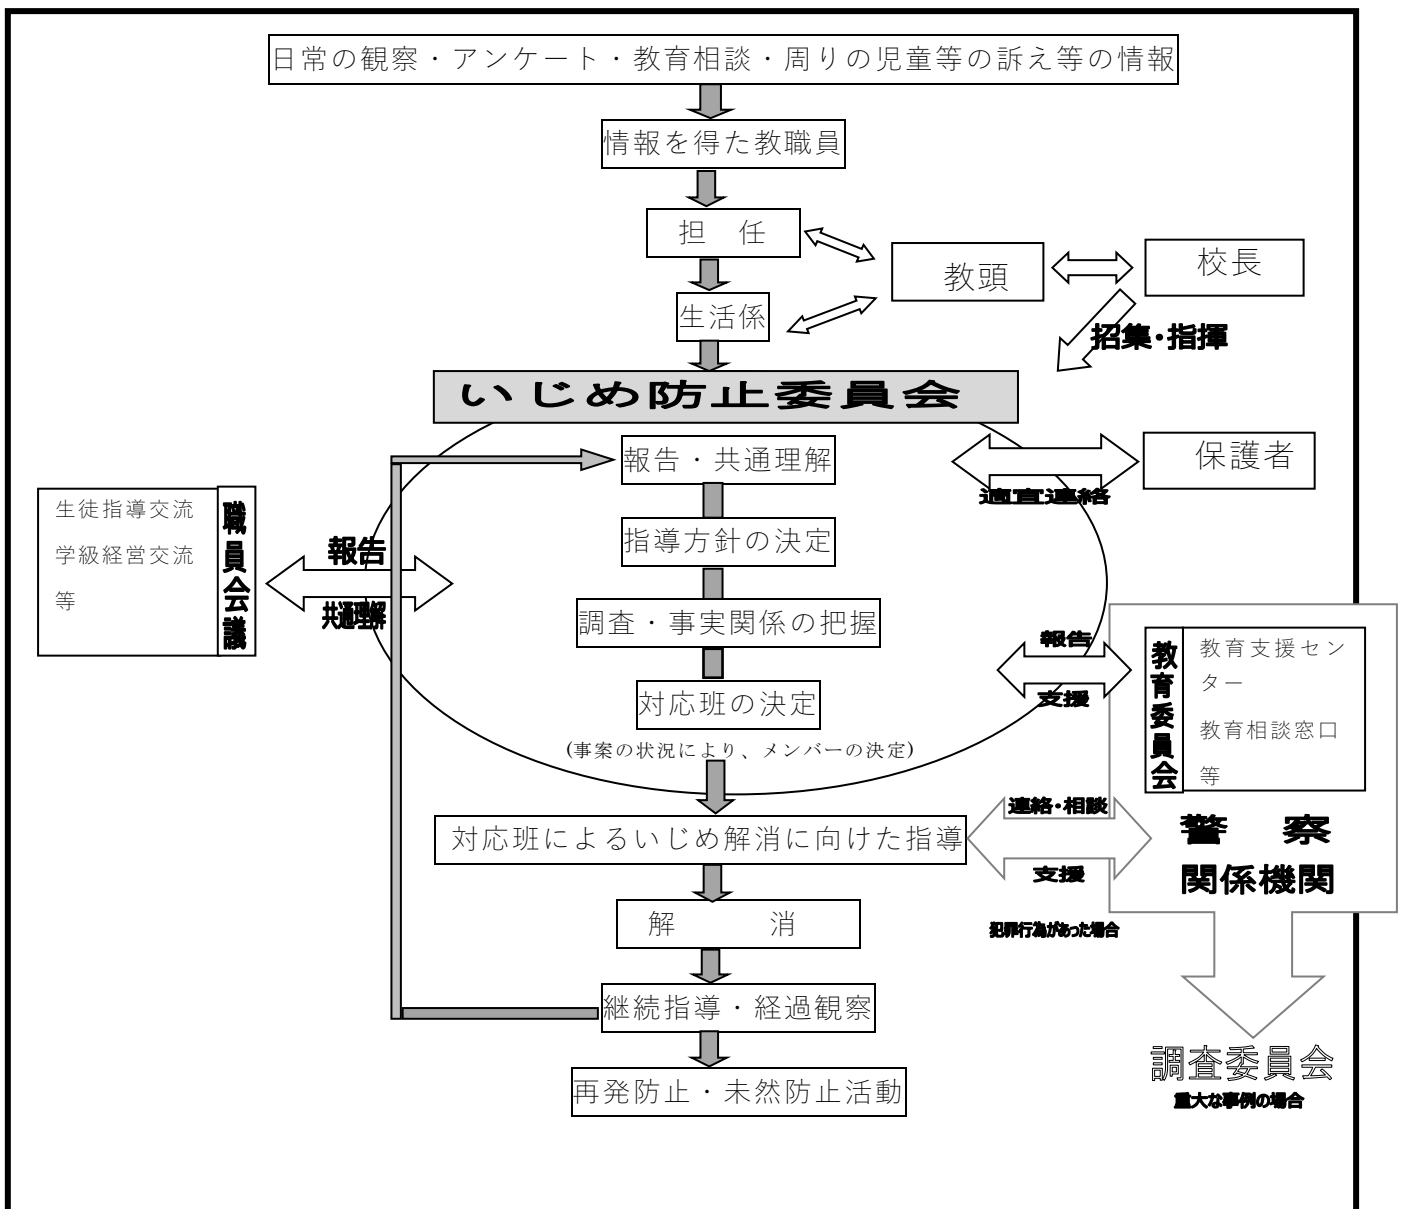 日常の観察・アンケート・教育相談・周りの児童等の訴え等の情報
情報を得た教職員
担　任
教頭
校長
生活係
招集・指揮
いじめ防止委員会
報告・共通理解
保護者
適宜連絡
生徒指導交流
学級経営交流
等
職員会議
報告
共通理解
指導方針の決定
調査・事実関係の把握
報告
支援
教育委員会
教育支援セン
ター
教育相談窓口
等
対応班の決定
(事案の状況により、メンバーの決定)
連絡・相談
対応班によるいじめ解消に向けた指導
支援
警　察
関係機関
犯罪行為があった場合
解　　　消
継続指導・経過観察
再発防止・未然防止活動
調査委員会
重大な事例の場合